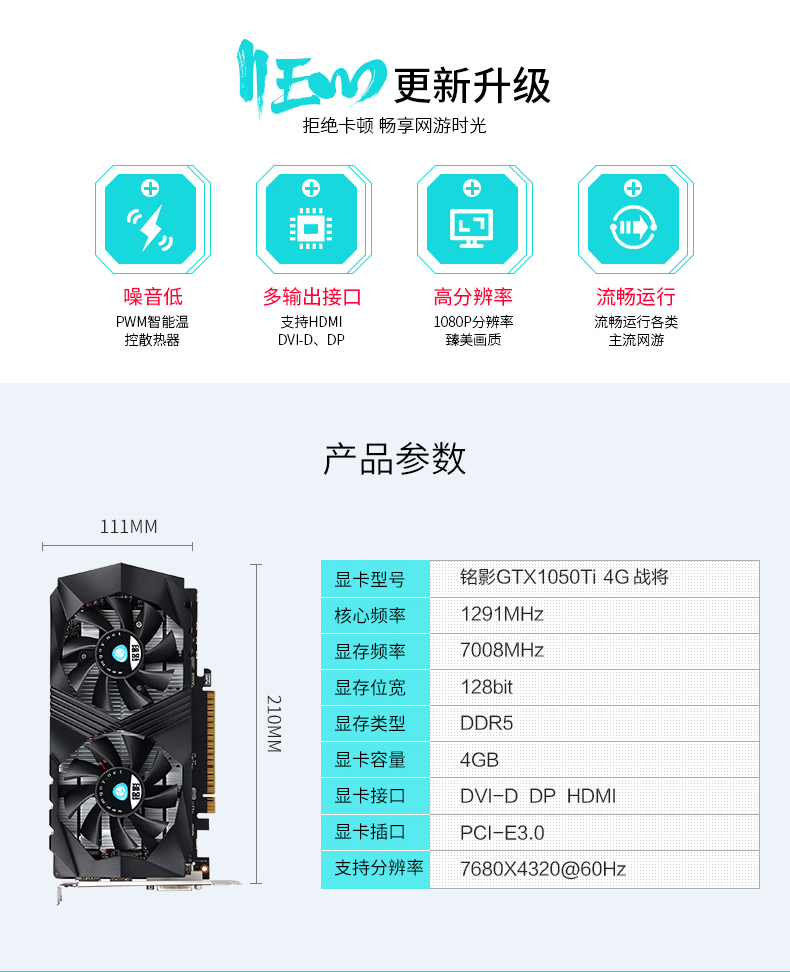 NEW更新升级
拒绝卡顿 畅享网游时光
噪音低
PWM智能温
控散热器
多输出接口
支持HDMI
DVI-D、DP
高分辨率
1080P分辨率
臻美画质
流畅运行
流畅运行各类
主流网游
产品参数
111MM
210MM
铭影
铭影
显卡型号 铭影GTX1050Ti 4G 战将
核心频率 1291MHz
显存频率 7008MHz
显存位宽 128bit
显存类型 DDR5
显卡容量 4GB
显卡接口 DVI-D DP HDMI
显卡插口 PCI-E3.0
支持分辨率 7680X4320@60Hz